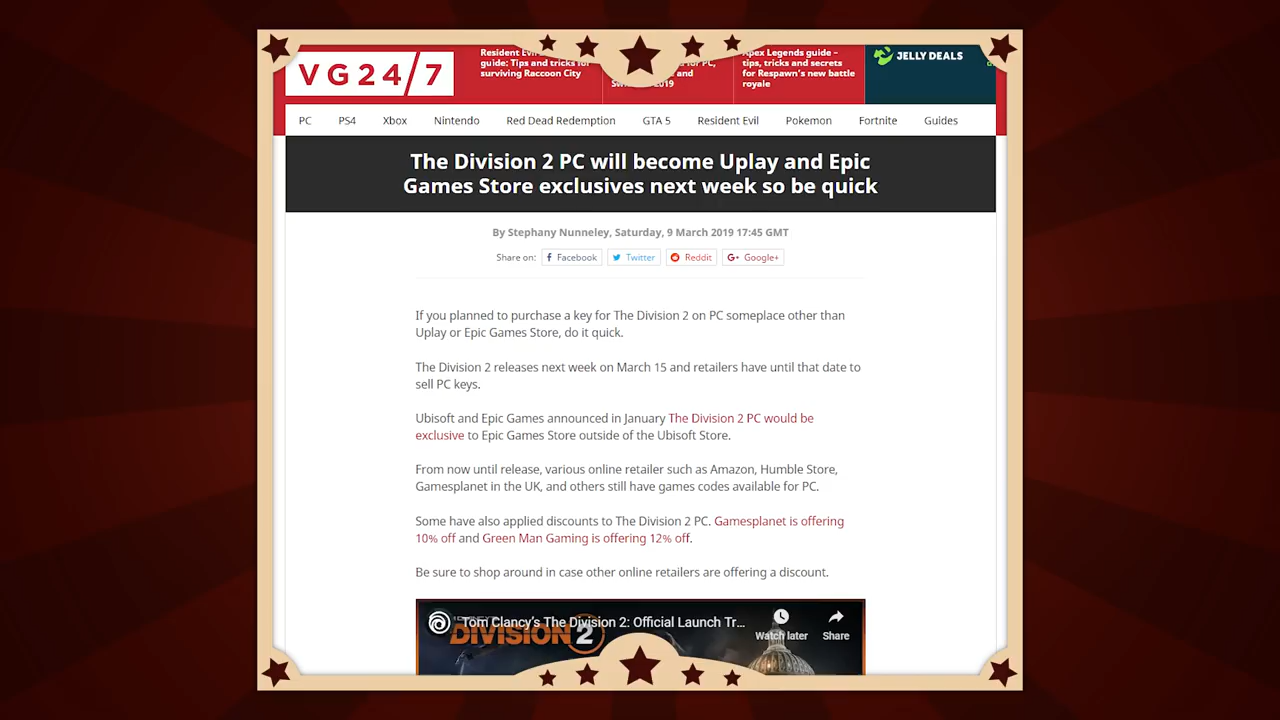 VG24/7
Resident Evil
guide: Tips and tricks for
surviving Raccoon City
for PC,
and
2019
Apex Legends guide –
tips, tricks and secrets
for Respawn's new battle
royale
JELLY DEALS
PC PS4 Xbox Nintendo Red Dead Redemption GTA 5 Resident Evil Pokemon Fortnite Guides
The Division 2 PC will become Uplay and Epic
Games Store exclusives next week so be quick
By Stephany Nunneley, Saturday, 9 March 2019 17:45 GMT
Share on: Facebook Twitter Reddit G+ Google+
If you planned to purchase a key for The Division 2 on PC someplace other than
Uplay or Epic Games Store, do it quick.
The Division 2 releases next week on March 15 and retailers have until that date to
sell PC keys.
Ubisoft and Epic Games announced in January The Division 2 PC would be
exclusive to Epic Games Store outside of the Ubisoft Store.
From now until release, various online retailer such as Amazon, Humble Store,
Gamesplanet in the UK, and others still have games codes available for PC.
Some have also applied discounts to The Division 2 PC. Gamesplanet is offering
10% off and Green Man Gaming is offering 12% off.
Be sure to shop around in case other online retailers are offering a discount.
Tom Clancy's The Division 2: Official Launch Tr...
Watch later
Share
DIVISION 2